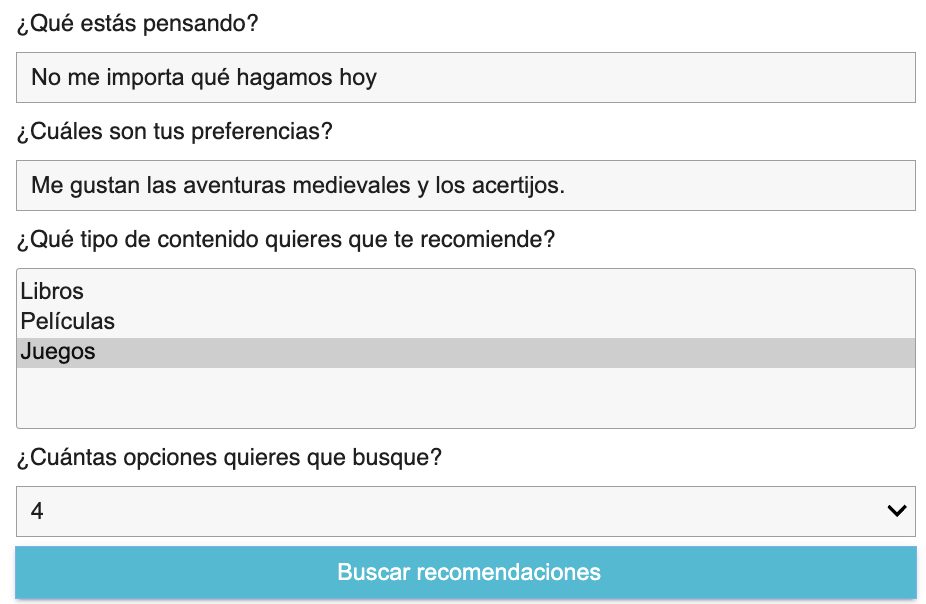 ¿Qué estás pensando?
No me importa qué hagamos hoy
¿Cuáles son tus preferencias?
Me gustan las aventuras medievales y los acertijos.
¿Qué tipo de contenido quieres que te recomiende?
Libros
Películas
Juegos
¿Cuántas opciones quieres que busque?
4
Buscar recomendaciones